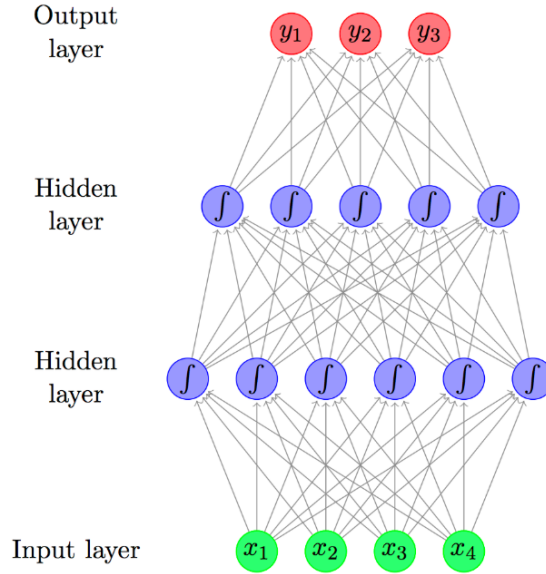 Output
layer
y₁ y₂ y₃
Hidden
layer
∫ ∫ ∫ ∫ ∫
Hidden
layer
∫ ∫ ∫ ∫ ∫ ∫
Input layer
x₁ x₂ x₃ x₄